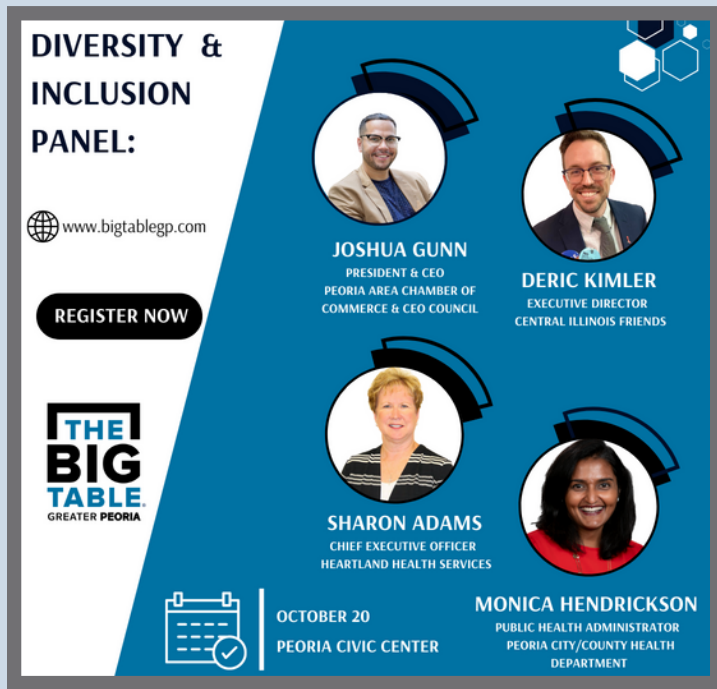 DIVERSITY &
INCLUSION
PANEL:
www.bigtablegp.com
REGISTER NOW
THE
BIG
TABLE.
GREATER PEORIA
JOSHUA GUNN
PRESIDENT & CEO
PEORIA AREA CHAMBER OF
COMMERCE & CEO COUNCIL
DERIC KIMLER
EXECUTIVE DIRECTOR
CENTRAL ILLINOIS FRIENDS
SHARON ADAMS
CHIEF EXECUTIVE OFFICER
HEARTLAND HEALTH SERVICES
MONICA HENDRICKSON
PUBLIC HEALTH ADMINISTRATOR
PEORIA CITY/COUNTY HEALTH
DEPARTMENT
OCTOBER 20
PEORIA CIVIC CENTER